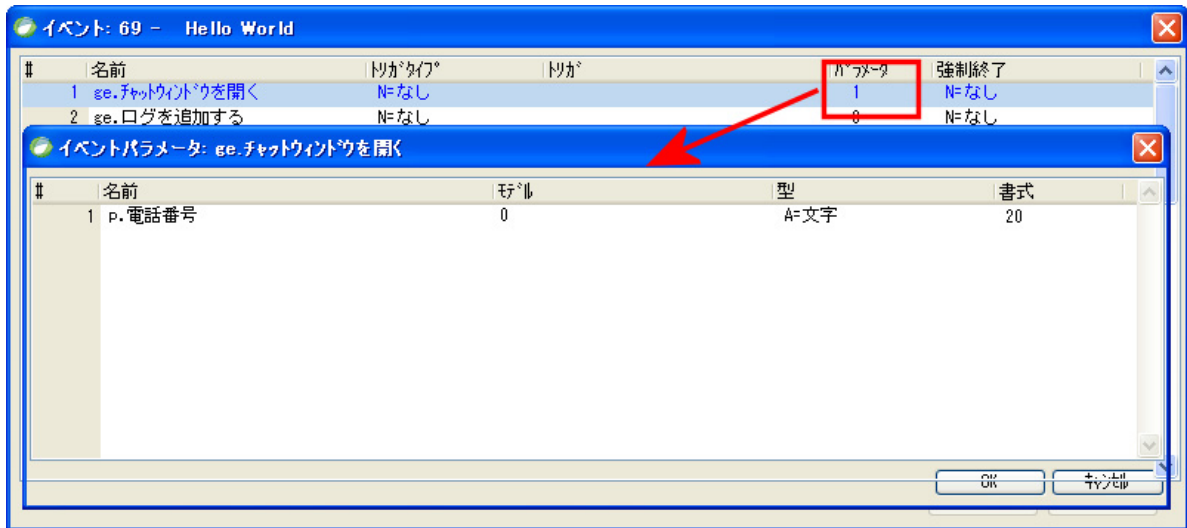 イベント: 69 - Hello World
# 名前 トリガタイプ トリガ パラメータ 強制終了
1 ge.チャットウィンドウを開く N=なし 1 N=なし
2 ge.ログを追加する N=なし 0 N=なし
イベントパラメータ: ge.チャットウィンドウを開く
# 名前 モデル 型 書式
1 p.電話番号 0 A=文字 20
OK キャンセル